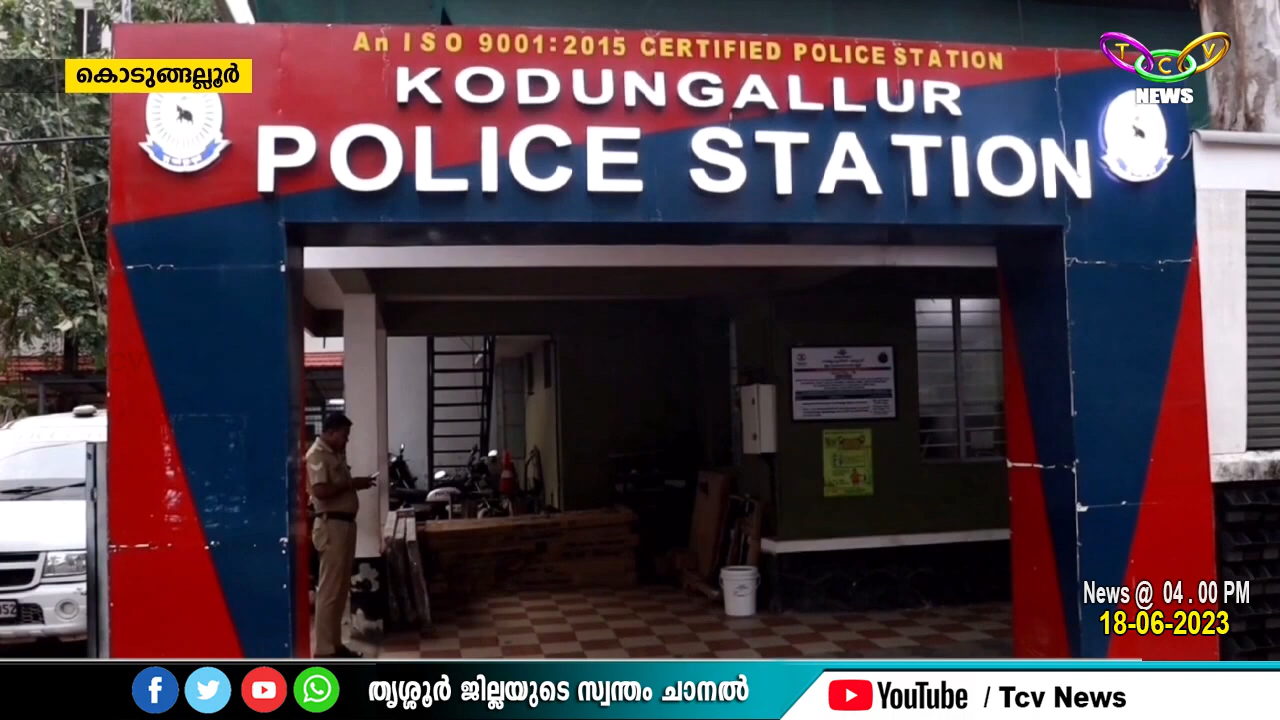 An ISO 9001:2015 CERTIFIED POLICE STATION
KODUNGALLUR
POLICE STATION
കൊടുങ്ങല്ലൂർ
TCV
NEWS
News @ 04 . 00 PM
18-06-2023
തൃശ്ശൂർ ജില്ലയുടെ സ്വന്തം ചാനൽ
YouTube / Tcv News